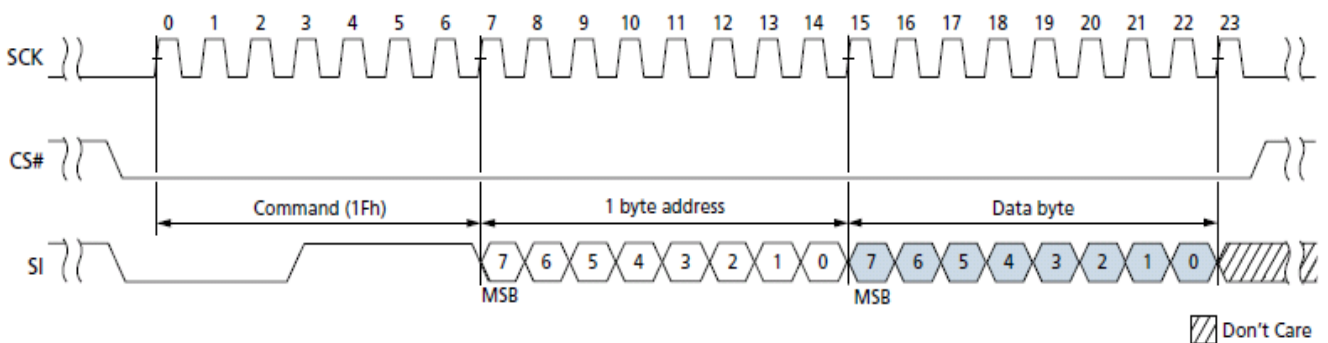 0 1 2 3 4 5 6 7 8 9 10 11 12 13 14 15 16 17 18 19 20 21 22 23
SCK
CS#
Command (1Fh) 1 byte address Data byte
SI 7 6 5 4 3 2 1 0 7 6 5 4 3 2 1 0
MSB MSB
Don't Care